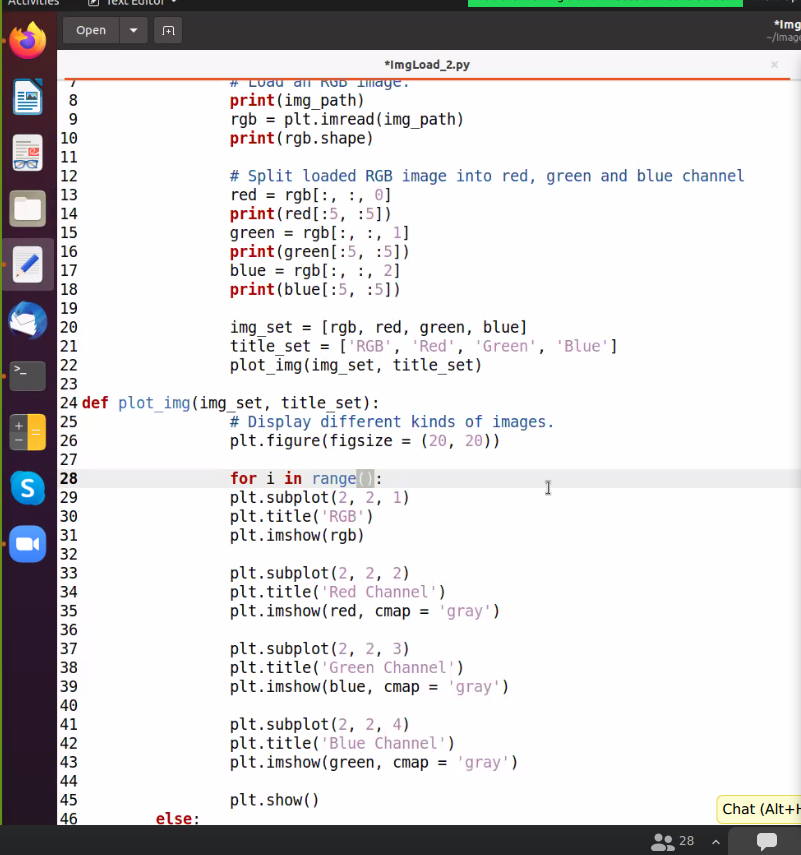 Activities Text Editor
Open
*Img
~/Image
*ImgLoad_2.py ×
7 # Load an RGB image.
8 print(img_path)
9 rgb = plt.imread(img_path)
10 print(rgb.shape)
11
12 # Split loaded RGB image into red, green and blue channel
13 red = rgb[:, :, 0]
14 print(red[:5, :5])
15 green = rgb[:, :, 1]
16 print(green[:5, :5])
17 blue = rgb[:, :, 2]
18 print(blue[:5, :5])
19
20 img_set = [rgb, red, green, blue]
21 title_set = ['RGB', 'Red', 'Green', 'Blue']
22 plot_img(img_set, title_set)
23
24 def plot_img(img_set, title_set):
25 # Display different kinds of images.
26 plt.figure(figsize = (20, 20))
27
28 for i in range():
29 plt.subplot(2, 2, 1)
30 plt.title('RGB')
31 plt.imshow(rgb)
32
33 plt.subplot(2, 2, 2)
34 plt.title('Red Channel')
35 plt.imshow(red, cmap = 'gray')
36
37 plt.subplot(2, 2, 3)
38 plt.title('Green Channel')
39 plt.imshow(blue, cmap = 'gray')
40
41 plt.subplot(2, 2, 4)
42 plt.title('Blue Channel')
43 plt.imshow(green, cmap = 'gray')
44
45 plt.show()
46 else:
Chat (Alt+H
28